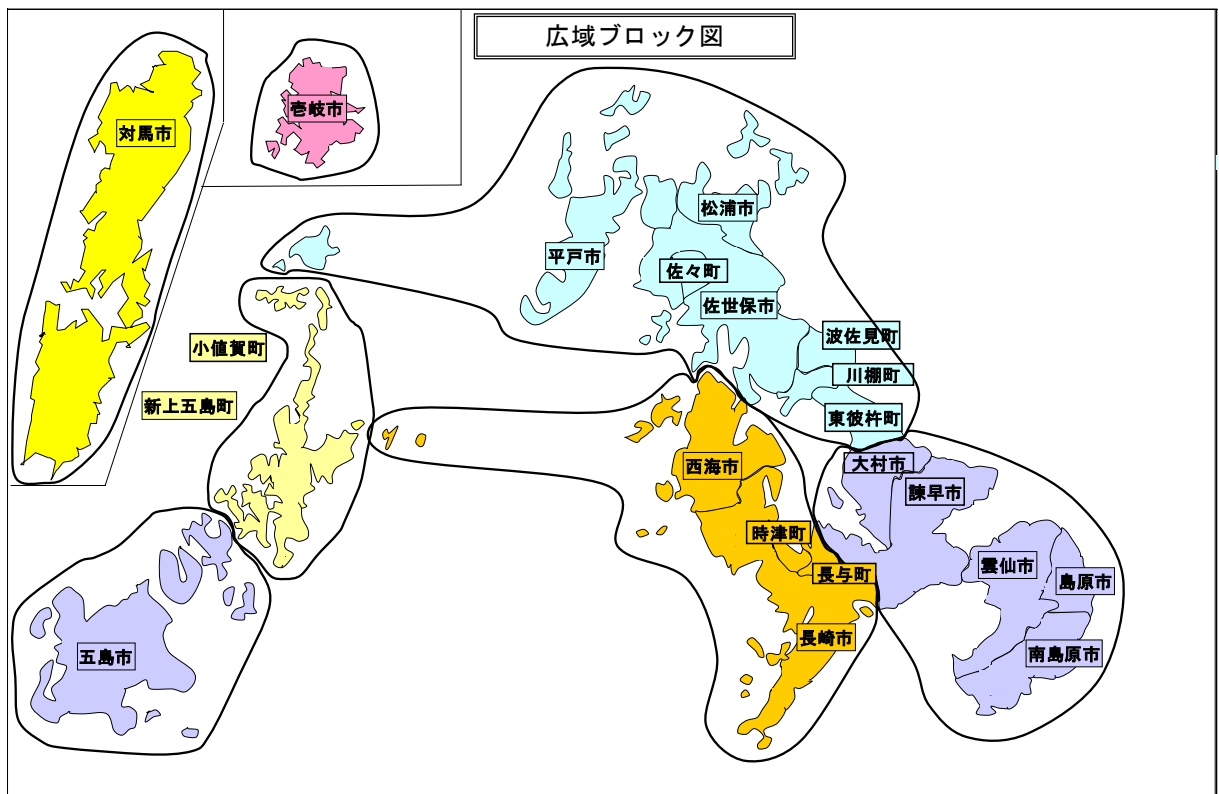 広域ブロック図
対馬市
壱岐市
松浦市
平戸市
佐々町
佐世保市
波佐見町
小値賀町
川棚町
新上五島町
東彼杵町
大村市
西海市
諫早市
時津町
雲仙市
長与町
島原市
長崎市
五島市
南島原市